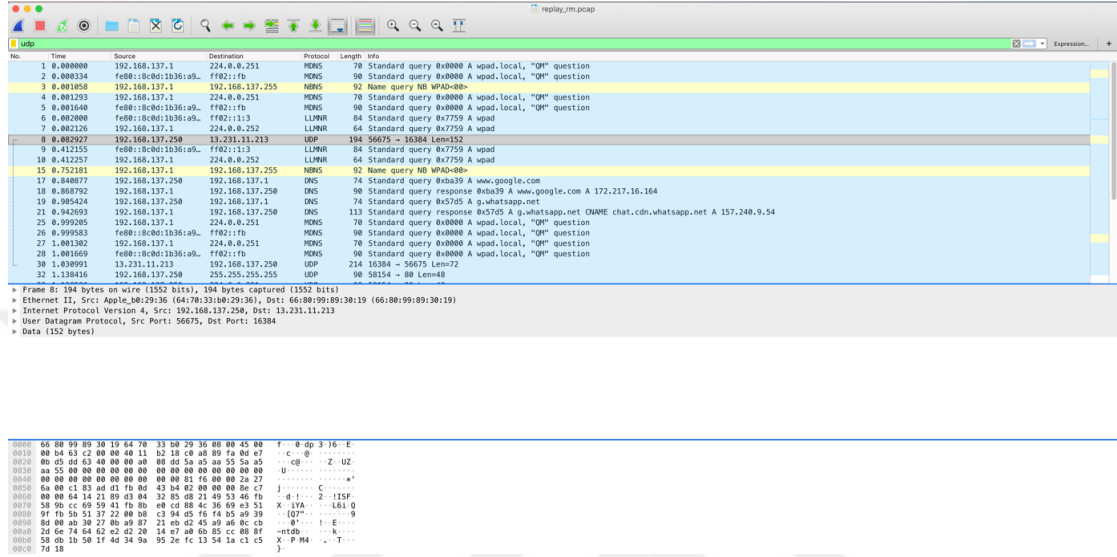 replay_rm.pcap
udp
Expression...
No. Time Source Destination Protocol Length Info
1 0.000000 192.168.137.1 224.0.0.251 MDNS 70 Standard query 0x0000 A wpad.local, "QM" question
2 0.000334 fe80::8c0d:1b36:a9… ff02::fb MDNS 90 Standard query 0x0000 A wpad.local, "QM" question
3 0.001058 192.168.137.1 192.168.137.255 NBNS 92 Name query NB WPAD<00>
4 0.001293 192.168.137.1 224.0.0.251 MDNS 70 Standard query 0x0000 A wpad.local, "QM" question
5 0.001640 fe80::8c0d:1b36:a9… ff02::fb MDNS 90 Standard query 0x0000 A wpad.local, "QM" question
6 0.002000 fe80::8c0d:1b36:a9… ff02::1:3 LLMNR 84 Standard query 0x7759 A wpad
7 0.002126 192.168.137.1 224.0.0.252 LLMNR 64 Standard query 0x7759 A wpad
8 0.082927 192.168.137.250 13.231.11.213 UDP 194 56675 → 16384 Len=152
9 0.412155 fe80::8c0d:1b36:a9… ff02::1:3 LLMNR 84 Standard query 0x7759 A wpad
10 0.412257 192.168.137.1 224.0.0.252 LLMNR 64 Standard query 0x7759 A wpad
15 0.752181 192.168.137.1 192.168.137.255 NBNS 92 Name query NB WPAD<00>
17 0.840877 192.168.137.250 192.168.137.1 DNS 74 Standard query 0xba39 A www.google.com
18 0.868792 192.168.137.1 192.168.137.250 DNS 90 Standard query response 0xba39 A www.google.com A 172.217.16.164
19 0.905424 192.168.137.250 192.168.137.1 DNS 74 Standard query 0x57d5 A g.whatsapp.net
21 0.942693 192.168.137.1 192.168.137.250 DNS 113 Standard query response 0x57d5 A g.whatsapp.net CNAME chat.cdn.whatsapp.net A 157.240.9.54
25 0.999205 192.168.137.1 224.0.0.251 MDNS 70 Standard query 0x0000 A wpad.local, "QM" question
26 0.999583 fe80::8c0d:1b36:a9… ff02::fb MDNS 90 Standard query 0x0000 A wpad.local, "QM" question
27 1.001302 192.168.137.1 224.0.0.251 MDNS 70 Standard query 0x0000 A wpad.local, "QM" question
28 1.001669 fe80::8c0d:1b36:a9… ff02::fb MDNS 90 Standard query 0x0000 A wpad.local, "QM" question
30 1.030991 13.231.11.213 192.168.137.250 UDP 214 16384 → 56675 Len=72
32 1.138416 192.168.137.250 255.255.255.255 UDP 90 58154 → 80 Len=48
Frame 8: 194 bytes on wire (1552 bits), 194 bytes captured (1552 bits)
Ethernet II, Src: Apple_b0:29:36 (64:70:33:b0:29:36), Dst: 66:80:99:89:30:19 (66:80:99:89:30:19)
Internet Protocol Version 4, Src: 192.168.137.250, Dst: 13.231.11.213
User Datagram Protocol, Src Port: 56675, Dst Port: 16384
Data (152 bytes)
0000 66 80 99 89 30 19 64 70 33 b0 29 36 08 00 45 00 f···0·dp 3·)6··E·
0010 00 b4 63 c2 00 00 40 11 b2 18 c0 a8 89 fa 0d e7 ··c···@· ········
0020 0b d5 dd 63 40 00 00 a0 08 dd 5a a5 aa 55 5a a5 ···c@··· ··Z··UZ·
0030 aa 55 00 00 00 00 00 00 00 00 00 00 00 00 00 00 ·U······ ········
0040 00 00 00 00 00 00 00 00 00 00 81 f6 00 00 2a 27 ········ ······*'
0050 6a 00 c1 83 ad d1 fb 0d 43 b4 02 00 00 00 8e c7 j······· C·······
0060 00 00 64 14 21 89 d3 04 32 85 d8 21 49 53 46 fb ··d·!··· 2··!ISF·
0070 58 9b cc 69 59 41 fb 8b e0 cd 88 4c 36 69 e3 51 X··iYA·· ···L6i·Q
0080 9f fb 5b 51 37 22 00 b8 c3 94 d5 f6 f4 b5 a9 39 ··[Q7"·· ·······9
0090 8d 00 ab 30 27 0b a9 87 21 eb d2 45 a9 a6 0c cb ···0'··· !··E····
00a0 2d 6e 74 64 62 e2 d2 20 14 e7 a0 6b 85 cc 08 8f -ntdb·· ···k····
00b0 58 db 1b 50 1f 4d 34 9a 95 2e fc 13 54 1a c1 c5 X··P·M4· ·.··T···
00c0 7d 18 }·